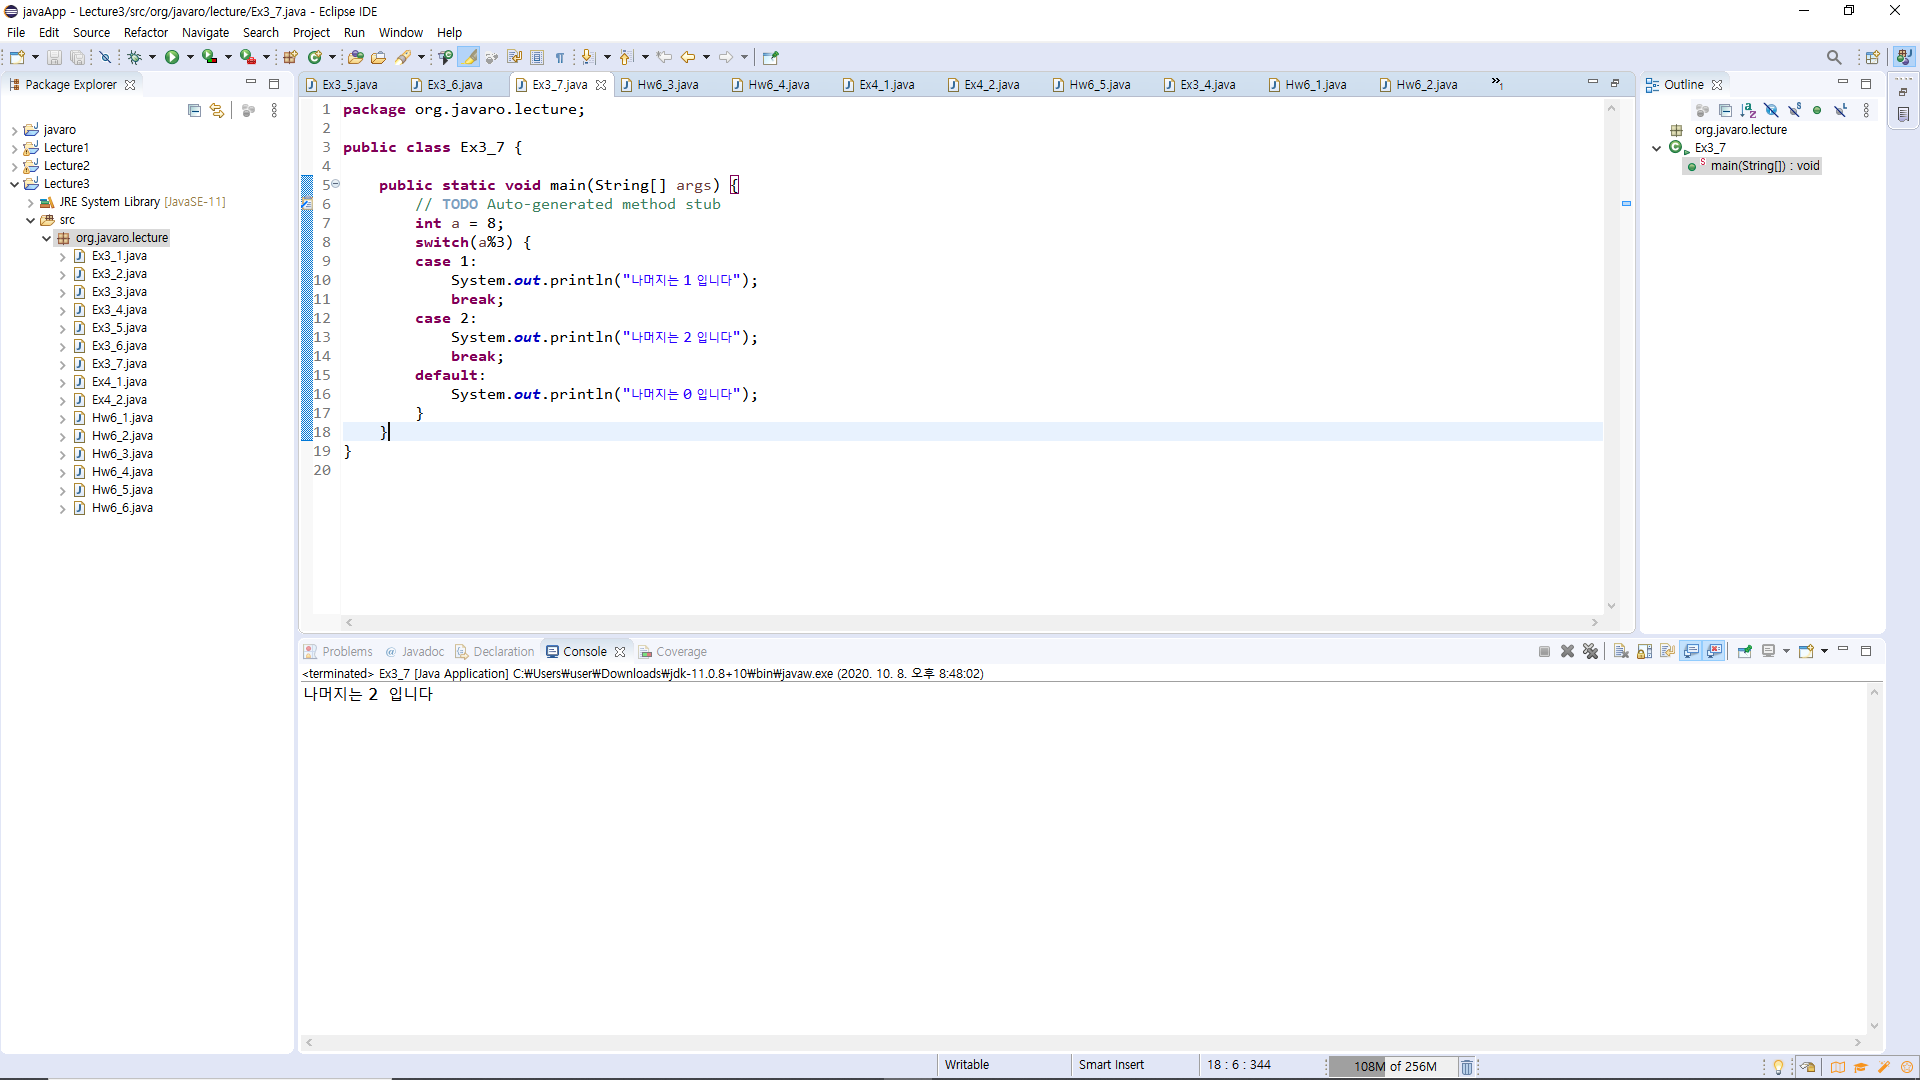 javaApp - Lecture3/src/org/javaro/lecture/Ex3_7.java - Eclipse IDE
File Edit Source Refactor Navigate Search Project Run Window Help
Package Explorer
javaro
Lecture1
Lecture2
Lecture3
JRE System Library [JavaSE-11]
src
org.javaro.lecture
Ex3_1.java
Ex3_2.java
Ex3_3.java
Ex3_4.java
Ex3_5.java
Ex3_6.java
Ex3_7.java
Ex4_1.java
Ex4_2.java
Hw6_1.java
Hw6_2.java
Hw6_3.java
Hw6_4.java
Hw6_5.java
Hw6_6.java
Ex3_5.java Ex3_6.java Ex3_7.java Hw6_3.java Hw6_4.java Ex4_1.java Ex4_2.java Hw6_5.java Ex3_4.java Hw6_1.java Hw6_2.java »1
1 package org.javaro.lecture;
2
3 public class Ex3_7 {
4
5 public static void main(String[] args) {
6 // TODO Auto-generated method stub
7 int a = 8;
8 switch(a%3) {
9 case 1:
10 System.out.println("나머지는 1 입니다");
11 break;
12 case 2:
13 System.out.println("나머지는 2 입니다");
14 break;
15 default:
16 System.out.println("나머지는 0 입니다");
17 }
18 }
19 }
20
Outline
org.javaro.lecture
Ex3_7
main(String[]) : void
Problems Javadoc Declaration Console Coverage
<terminated> Ex3_7 [Java Application] C:₩Users₩user₩Downloads₩jdk-11.0.8+10₩bin₩javaw.exe (2020. 10. 8. 오후 8:48:02)
나머지는 2 입니다
Writable Smart Insert 18 : 6 : 344 108M of 256M